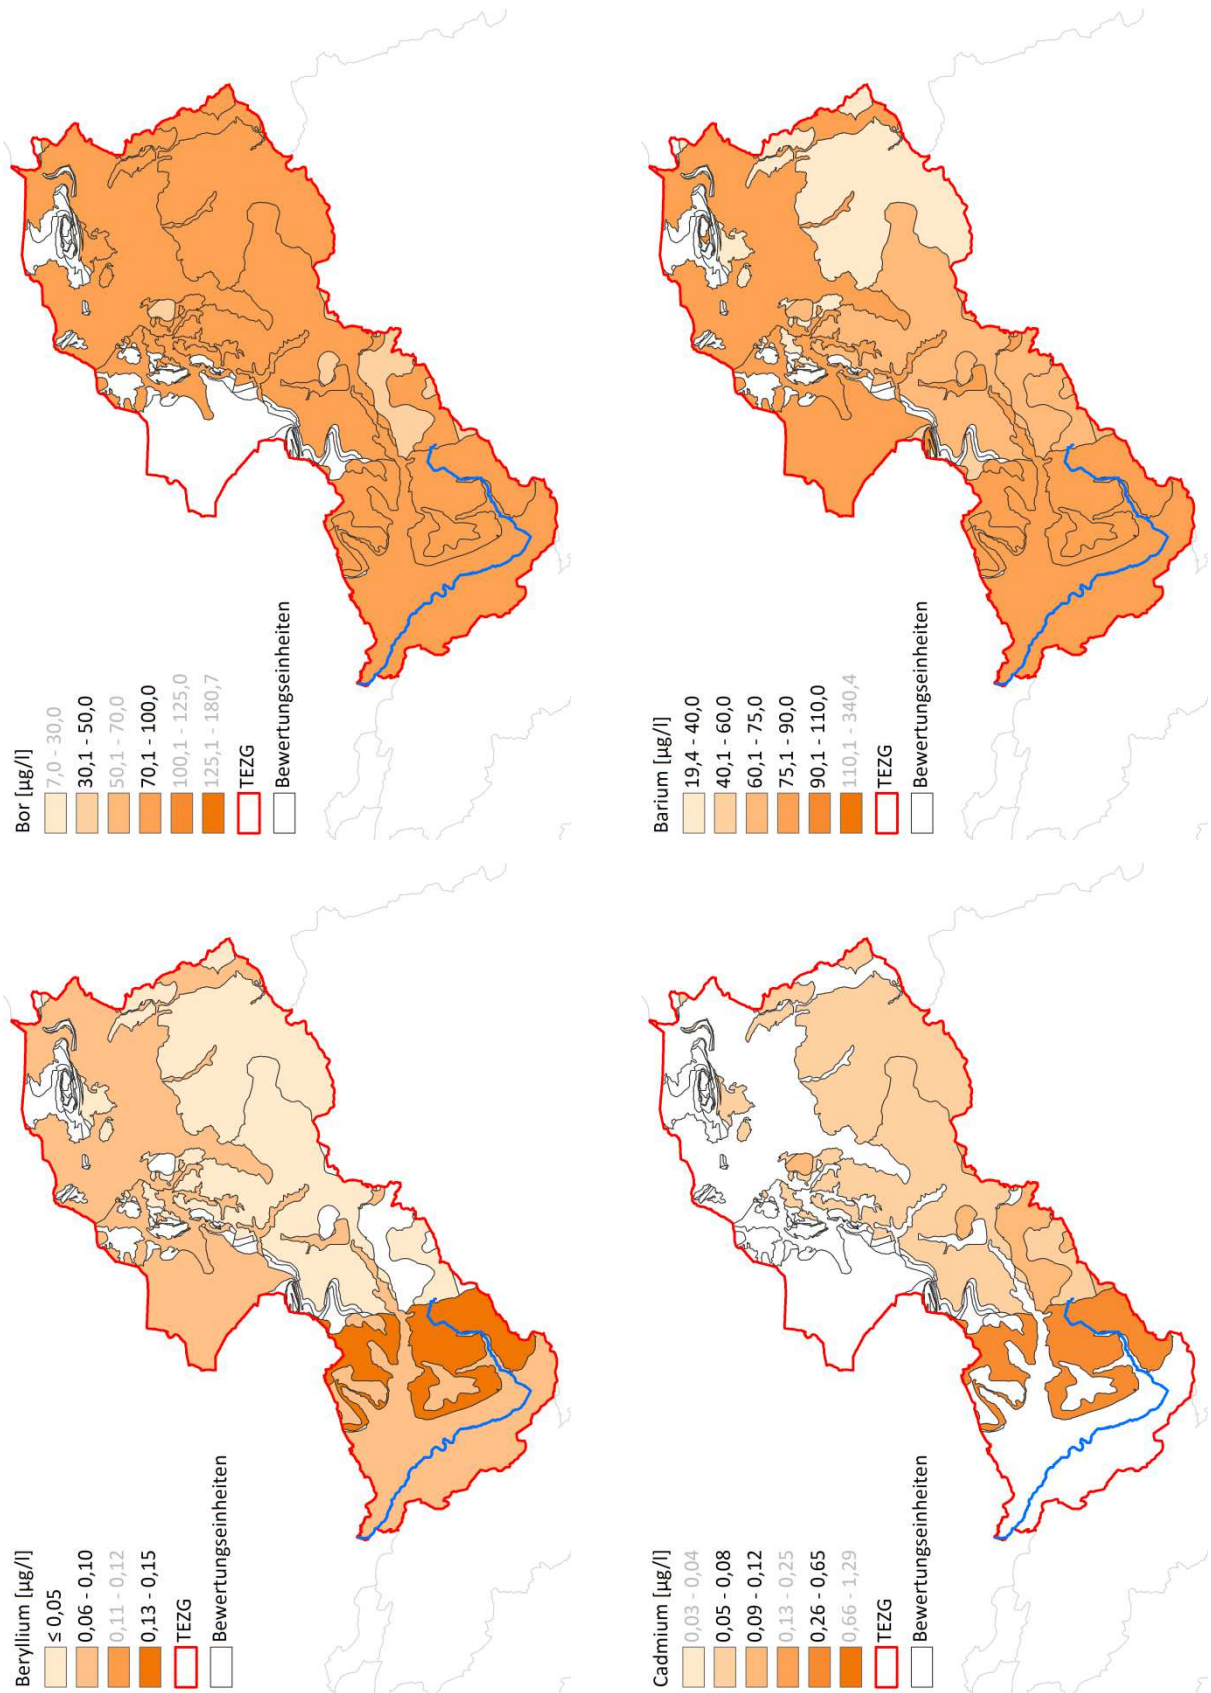 Beryllium [µg/l]
≤ 0,05
0,06 - 0,10
0,11 - 0,12
0,13 - 0,15
TEZG
Bewertungseinheiten
Bor [µg/l]
7,0 - 30,0
30,1 - 50,0
50,1 - 70,0
70,1 - 100,0
100,1 - 125,0
125,1 - 180,7
TEZG
Bewertungseinheiten
Cadmium [µg/l]
0,03 - 0,04
0,05 - 0,08
0,09 - 0,12
0,13 - 0,25
0,26 - 0,65
0,66 - 1,29
TEZG
Bewertungseinheiten
Barium [µg/l]
19,4 - 40,0
40,1 - 60,0
60,1 - 75,0
75,1 - 90,0
90,1 - 110,0
110,1 - 340,4
TEZG
Bewertungseinheiten